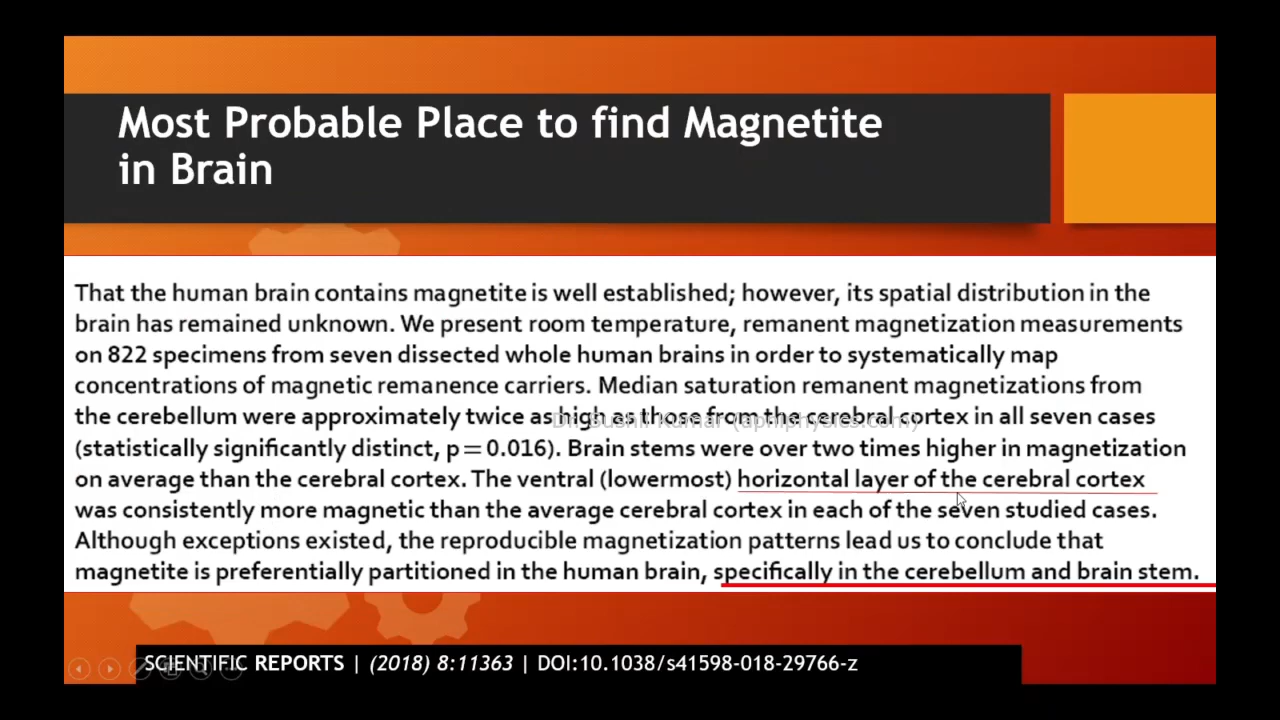 Most Probable Place to find Magnetite
in Brain
That the human brain contains magnetite is well established; however, its spatial distribution in the
brain has remained unknown. We present room temperature, remanent magnetization measurements
on 822 specimens from seven dissected whole human brains in order to systematically map
concentrations of magnetic remanence carriers. Median saturation remanent magnetizations from
the cerebellum were approximately twice as high as those from the cerebral cortex in all seven cases
Dr. Sushil Kumar (apniphysics.com)
(statistically significantly distinct, p = 0.016). Brain stems were over two times higher in magnetization
on average than the cerebral cortex. The ventral (lowermost) horizontal layer of the cerebral cortex
was consistently more magnetic than the average cerebral cortex in each of the seven studied cases.
Although exceptions existed, the reproducible magnetization patterns lead us to conclude that
magnetite is preferentially partitioned in the human brain, specifically in the cerebellum and brain stem.
SCIENTIFIC REPORTS | (2018) 8:11363 | DOI:10.1038/s41598-018-29766-z